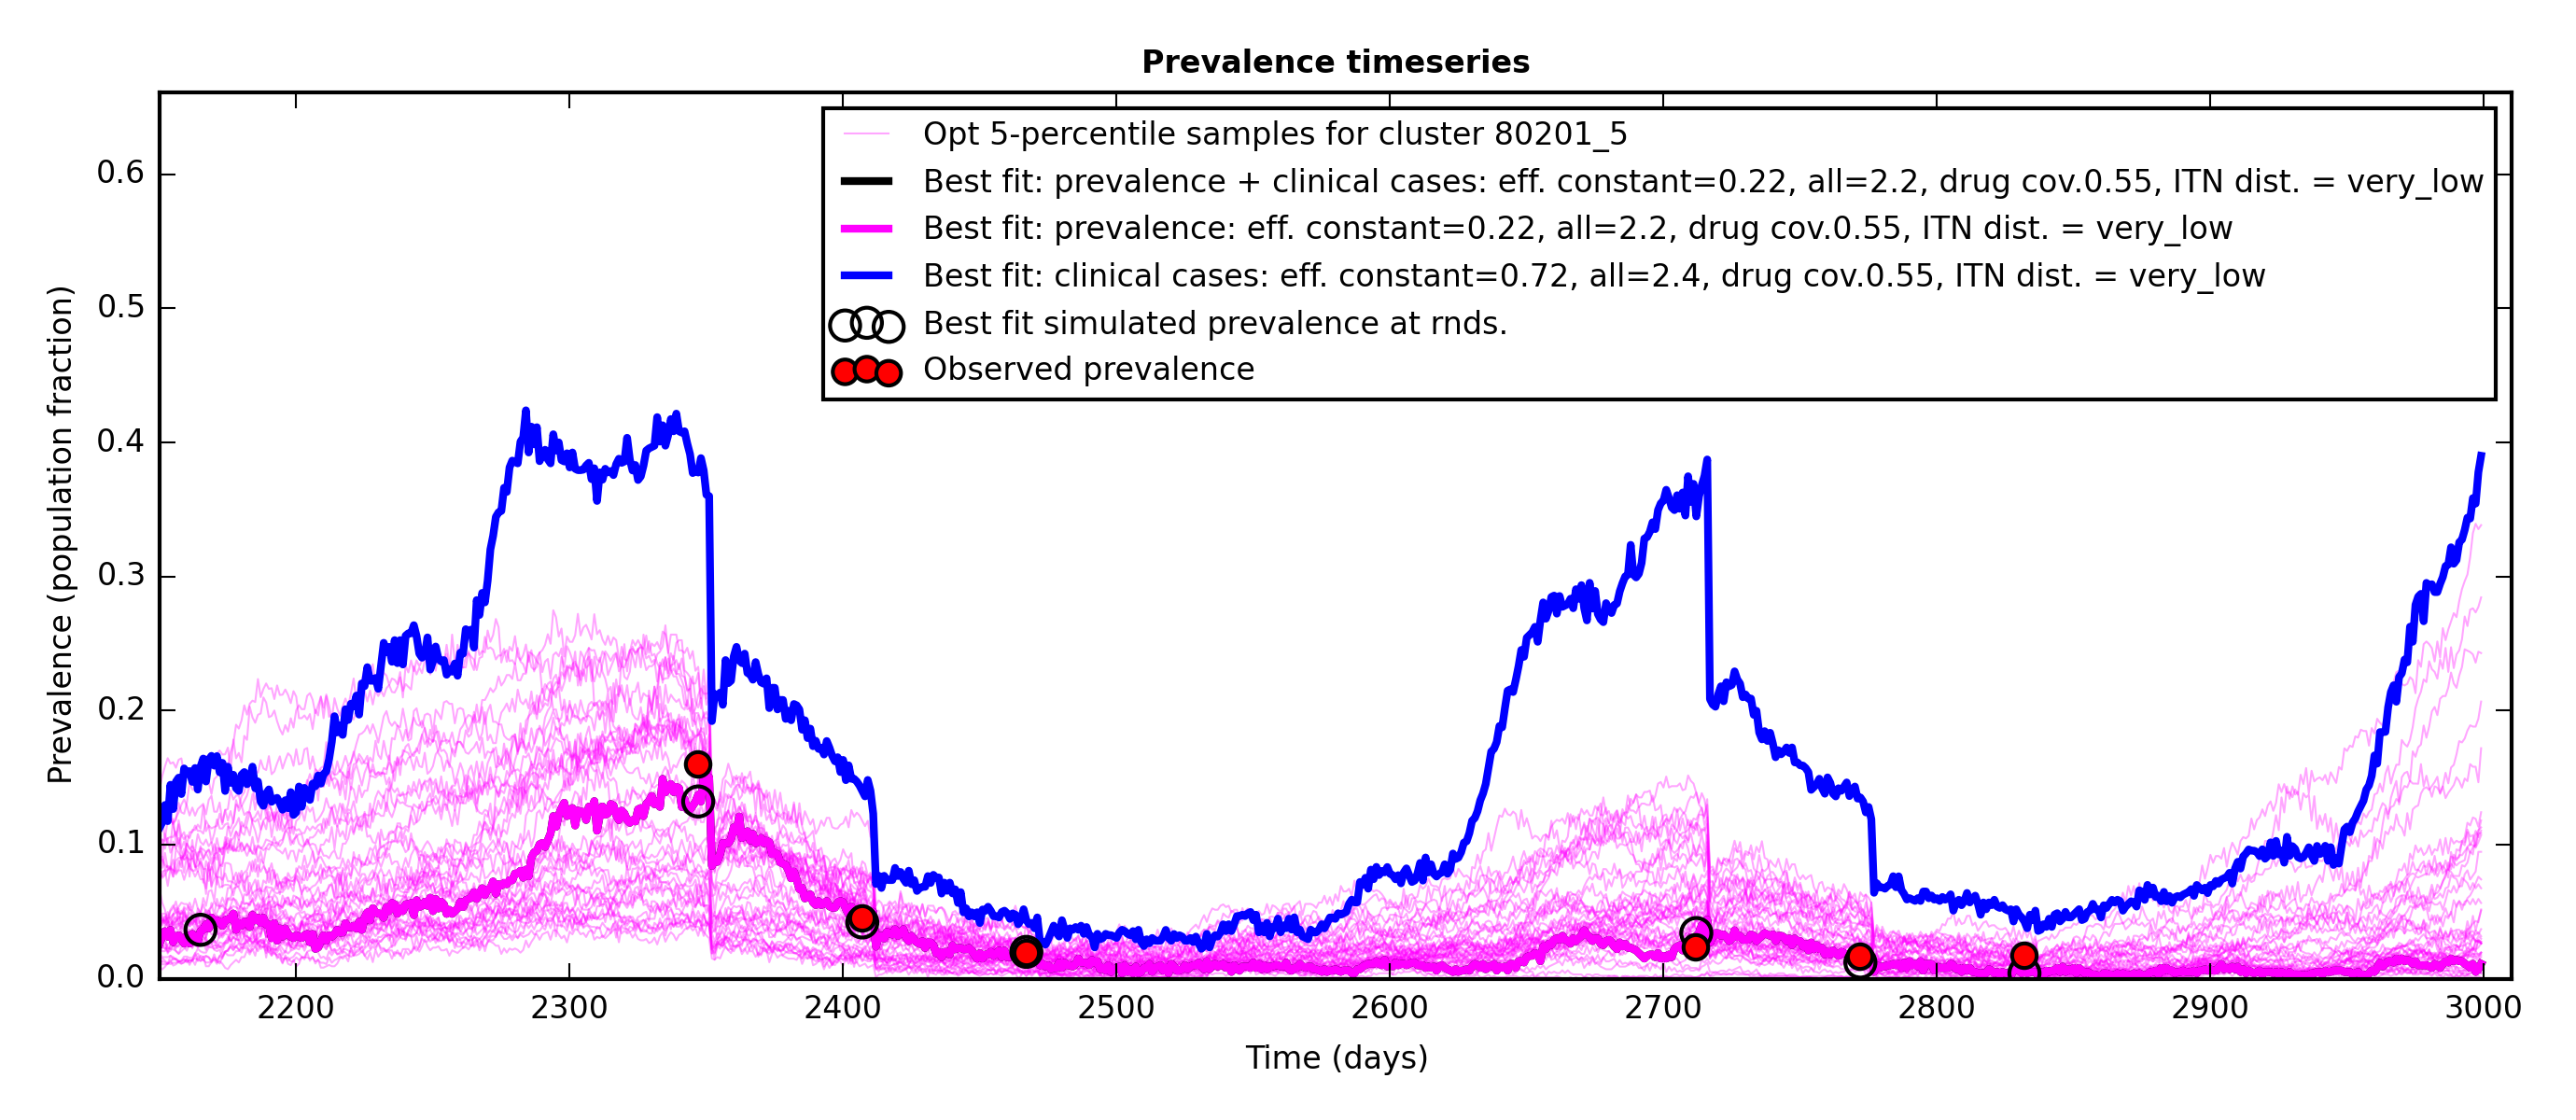 Prevalence timeseries
Opt 5-percentile samples for cluster 80201_5
Best fit: prevalence + clinical cases: eff. constant=0.22, all=2.2, drug cov.0.55, ITN dist. = very_low
Best fit: prevalence: eff. constant=0.22, all=2.2, drug cov.0.55, ITN dist. = very_low
Best fit: clinical cases: eff. constant=0.72, all=2.4, drug cov.0.55, ITN dist. = very_low
Best fit simulated prevalence at rnds.
Observed prevalence
Prevalence (population fraction)
0.6
0.5
0.4
0.3
0.2
0.1
0.0
2200 2300 2400 2500 2600 2700 2800 2900 3000
Time (days)